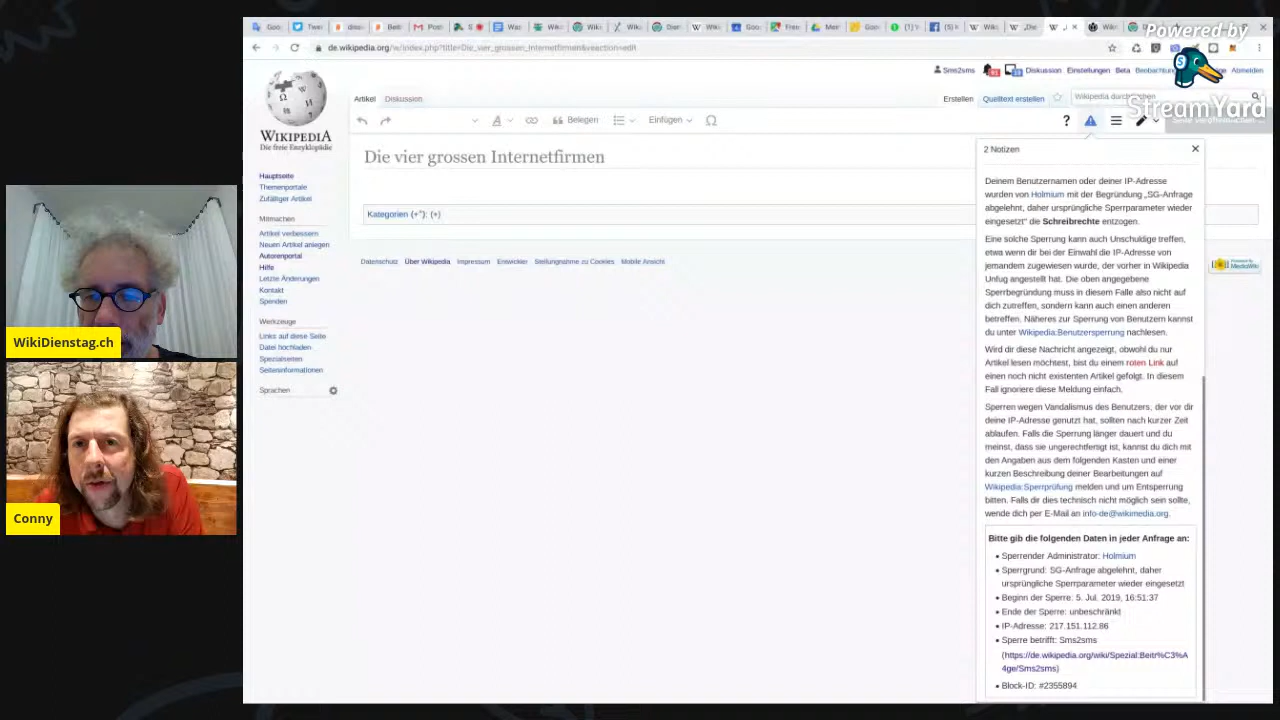 Powered by
StreamYard
de.wikipedia.org/w/index.php?title=Die_vier_grossen_Internetfirmen&veaction=edit
Sms2sms
Diskussion
Einstellungen
Beta
Abmelden
WIKIPEDIA
Die freie Enzyklopädie
Artikel
Diskussion
Erstellen
Quelltext erstellen
Wikipedia durchsuchen
Belegen
Einfügen
Die vier grossen Internetfirmen
Kategorien (+⁺): (+)
Datenschutz
Über Wikipedia
Impressum
Entwickler
Stellungnahme zu Cookies
Mobile Ansicht
Hauptseite
Themenportale
Zufälliger Artikel
Mitmachen
Artikel verbessern
Neuen Artikel anlegen
Autorenportal
Hilfe
Letzte Änderungen
Kontakt
Spenden
Werkzeuge
Links auf diese Seite
Datei hochladen
Spezialseiten
Seiteninformationen
Sprachen
2 Notizen
Deinem Benutzernamen oder deiner IP-Adresse
wurden von Holmium mit der Begründung „SG-Anfrage
abgelehnt, daher ursprüngliche Sperrparameter wieder
eingesetzt“ die Schreibrechte entzogen.
Eine solche Sperrung kann auch Unschuldige treffen,
etwa wenn dir bei der Einwahl die IP-Adresse von
jemandem zugewiesen wurde, der vorher in Wikipedia
Unfug angestellt hat. Die oben angegebene
Sperrbegründung muss in diesem Falle also nicht auf
dich zutreffen, sondern kann auch einen anderen
betreffen. Näheres zur Sperrung von Benutzern kannst
du unter Wikipedia:Benutzersperrung nachlesen.
Wird dir diese Nachricht angezeigt, obwohl du nur
Artikel lesen möchtest, bist du einem roten Link auf
einen noch nicht existenten Artikel gefolgt. In diesem
Fall ignoriere diese Meldung einfach.
Sperren wegen Vandalismus des Benutzers, der vor dir
deine IP-Adresse genutzt hat, sollten nach kurzer Zeit
ablaufen. Falls die Sperrung länger dauert und du
meinst, dass sie ungerechtfertigt ist, kannst du dich mit
den Angaben aus dem folgenden Kasten und einer
kurzen Beschreibung deiner Bearbeitungen auf
Wikipedia:Sperrprüfung melden und um Entsperrung
bitten. Falls dir dies technisch nicht möglich sein sollte,
wende dich per E-Mail an info-de@wikimedia.org.
Bitte gib die folgenden Daten in jeder Anfrage an:
• Sperrender Administrator: Holmium
• Sperrgrund: SG-Anfrage abgelehnt, daher
ursprüngliche Sperrparameter wieder eingesetzt
• Beginn der Sperre: 5. Jul. 2019, 16:51:37
• Ende der Sperre: unbeschränkt
• IP-Adresse: 217.151.112.86
• Sperre betrifft: Sms2sms
(https://de.wikipedia.org/wiki/Spezial:Beitr%C3%A
4ge/Sms2sms)
• Block-ID: #2355894
WikiDienstag.ch
Conny